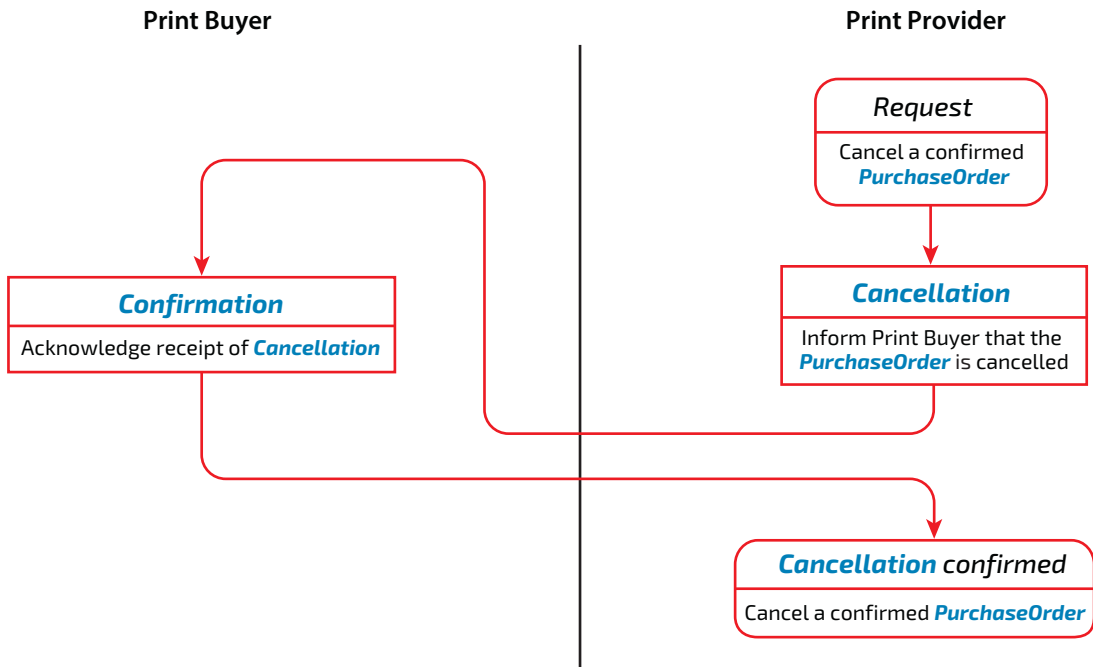 Print Buyer
Print Provider
Request
Cancel a confirmed
PurchaseOrder
Confirmation
Acknowledge receipt of Cancellation
Cancellation
Inform Print Buyer that the
PurchaseOrder is cancelled
Cancellation confirmed
Cancel a confirmed PurchaseOrder